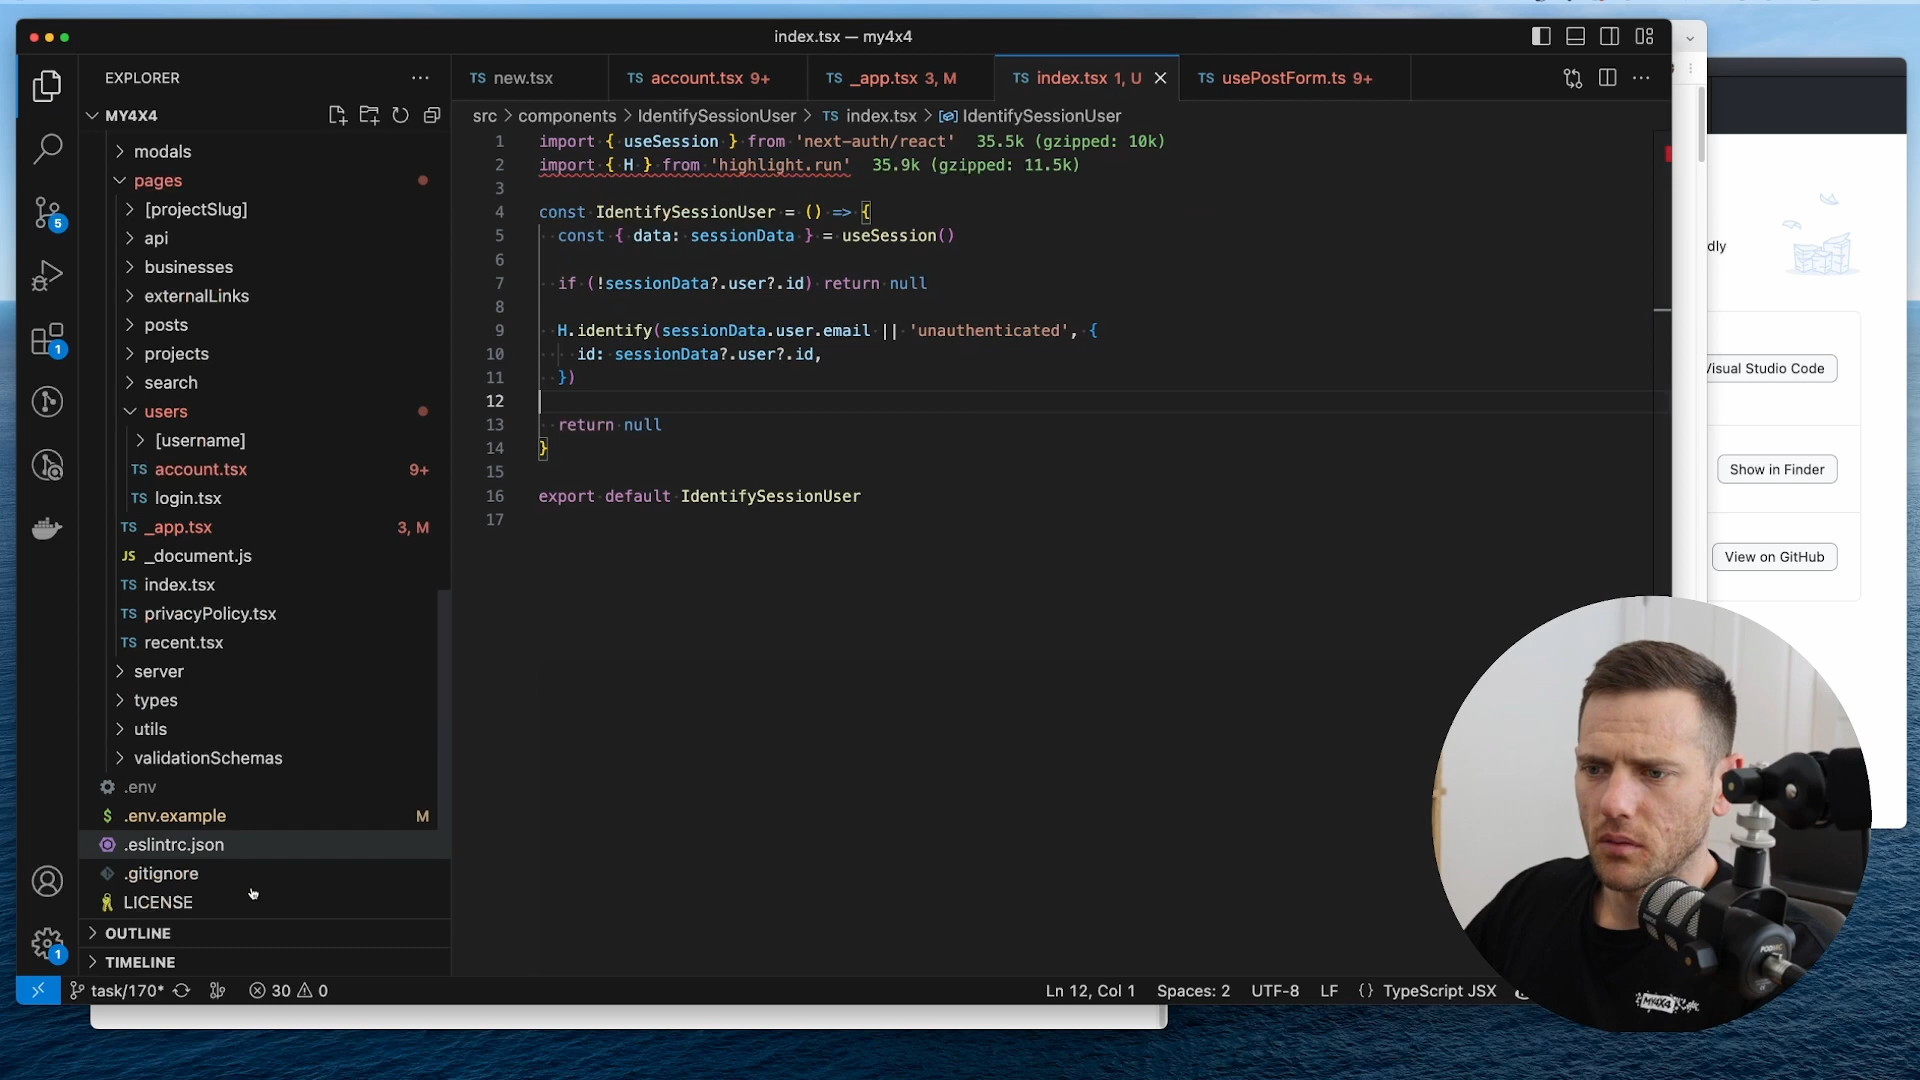 index.tsx — my4x4
EXPLORER
TS new.tsx
TS account.tsx 9+
TS _app.tsx 3, M
TS index.tsx 1, U
TS usePostForm.ts 9+
MY4X4
src > components > IdentifySessionUser > TS index.tsx > IdentifySessionUser
modals
pages
[projectSlug]
api
businesses
externalLinks
posts
projects
search
users
[username]
TS account.tsx 9+
TS login.tsx
TS _app.tsx 3, M
JS _document.js
TS index.tsx
TS privacyPolicy.tsx
TS recent.tsx
server
types
utils
validationSchemas
.env
$ .env.example M
.eslintrc.json
.gitignore
LICENSE
OUTLINE
TIMELINE
5
1
1
1 import { useSession } from 'next-auth/react' 35.5k (gzipped: 10k)
2 import { H } from 'highlight.run' 35.9k (gzipped: 11.5k)
3
4 const IdentifySessionUser = () => {
5 const { data: sessionData } = useSession()
6
7 if (!sessionData?.user?.id) return null
8
9 H.identify(sessionData.user.email || 'unauthenticated', {
10 id: sessionData?.user?.id,
11 })
12
13 return null
14 }
15
16 export default IdentifySessionUser
17
dly
Visual Studio Code
Show in Finder
View on GitHub
PODMIC
MY4X4
task/170* 30 0
Ln 12, Col 1 Spaces: 2 UTF-8 LF {} TypeScript JSX